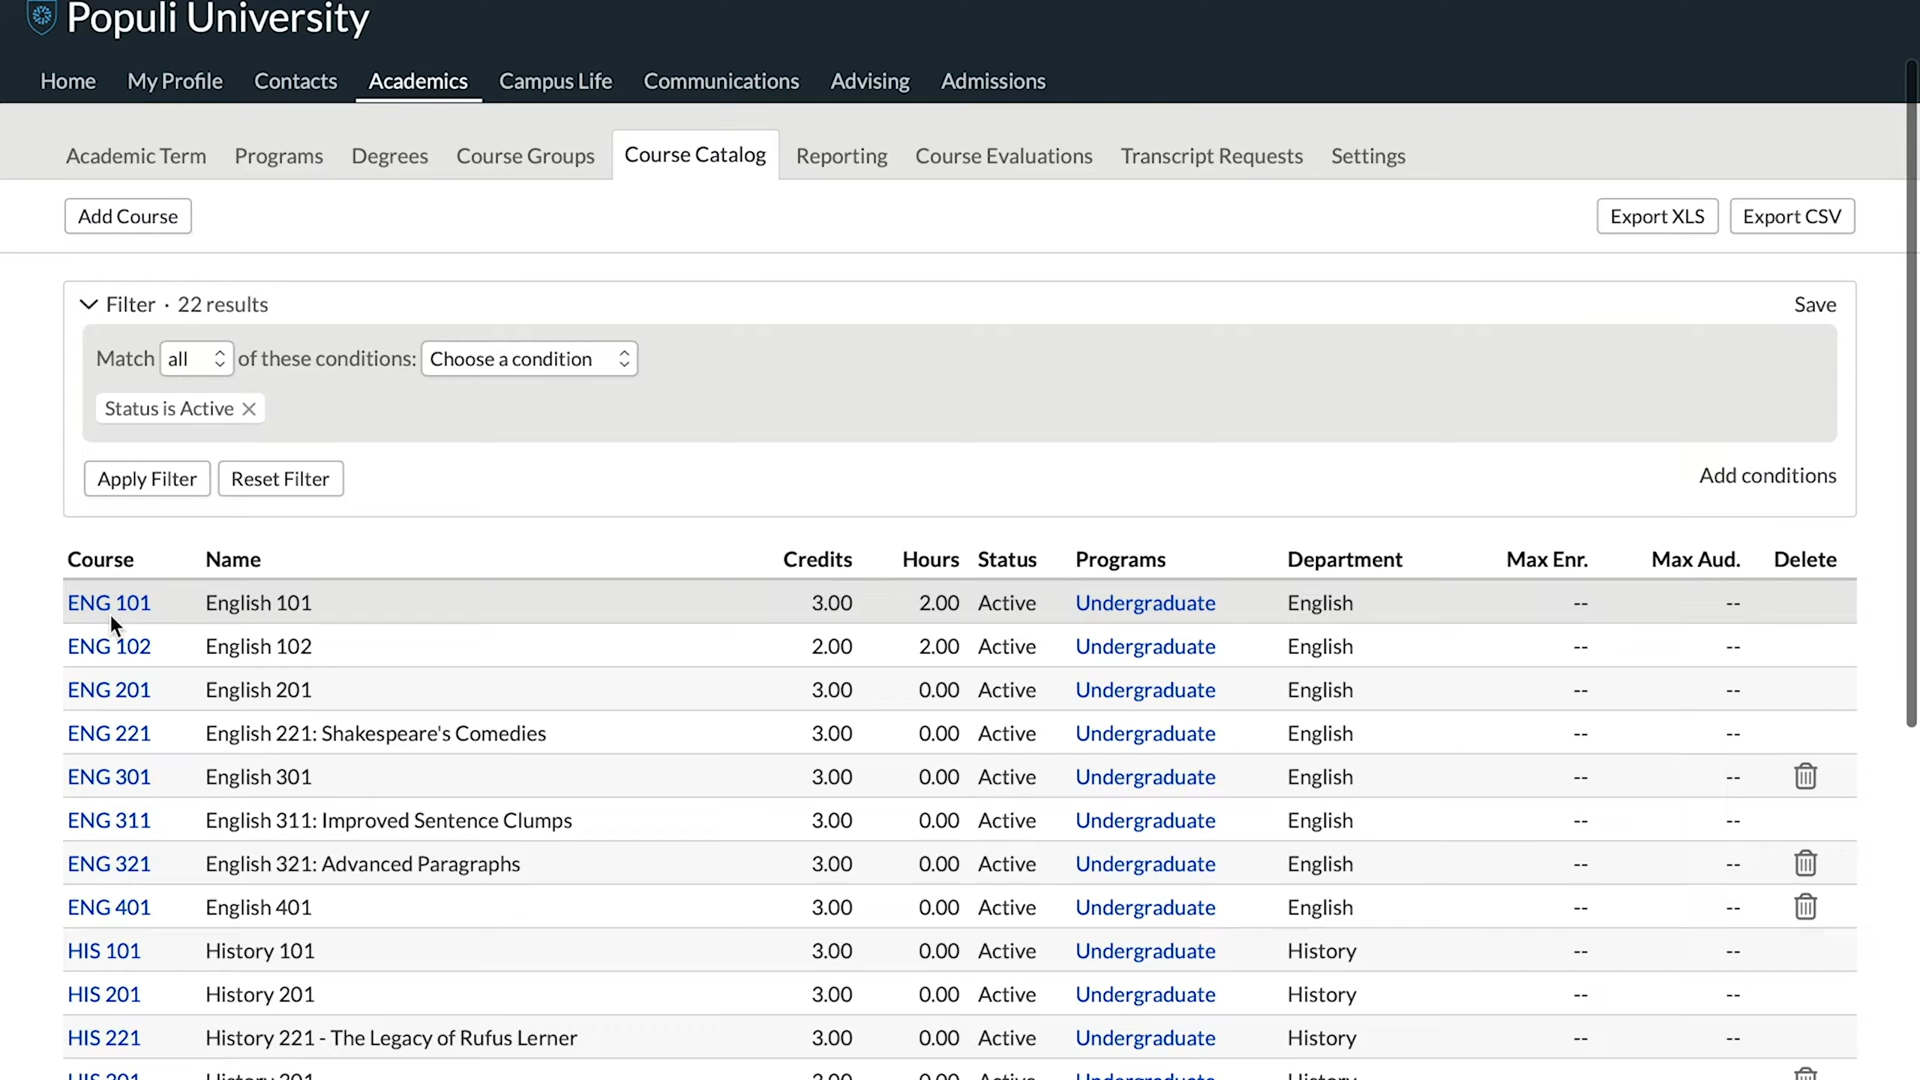 Populi University
Home My Profile Contacts Academics Campus Life Communications Advising Admissions
Academic Term Programs Degrees Course Groups Course Catalog Reporting Course Evaluations Transcript Requests Settings
Add Course Export XLS Export CSV
Filter · 22 results Save
Match all of these conditions: Choose a condition
Status is Active
Apply Filter Reset Filter Add conditions
Course Name Credits Hours Status Programs Department Max Enr. Max Aud. Delete
ENG 101 English 101 3.00 2.00 Active Undergraduate English -- --
ENG 102 English 102 2.00 2.00 Active Undergraduate English -- --
ENG 201 English 201 3.00 0.00 Active Undergraduate English -- --
ENG 221 English 221: Shakespeare's Comedies 3.00 0.00 Active Undergraduate English -- --
ENG 301 English 301 3.00 0.00 Active Undergraduate English -- --
ENG 311 English 311: Improved Sentence Clumps 3.00 0.00 Active Undergraduate English -- --
ENG 321 English 321: Advanced Paragraphs 3.00 0.00 Active Undergraduate English -- --
ENG 401 English 401 3.00 0.00 Active Undergraduate English -- --
HIS 101 History 101 3.00 0.00 Active Undergraduate History -- --
HIS 201 History 201 3.00 0.00 Active Undergraduate History -- --
HIS 221 History 221 - The Legacy of Rufus Lerner 3.00 0.00 Active Undergraduate History -- --